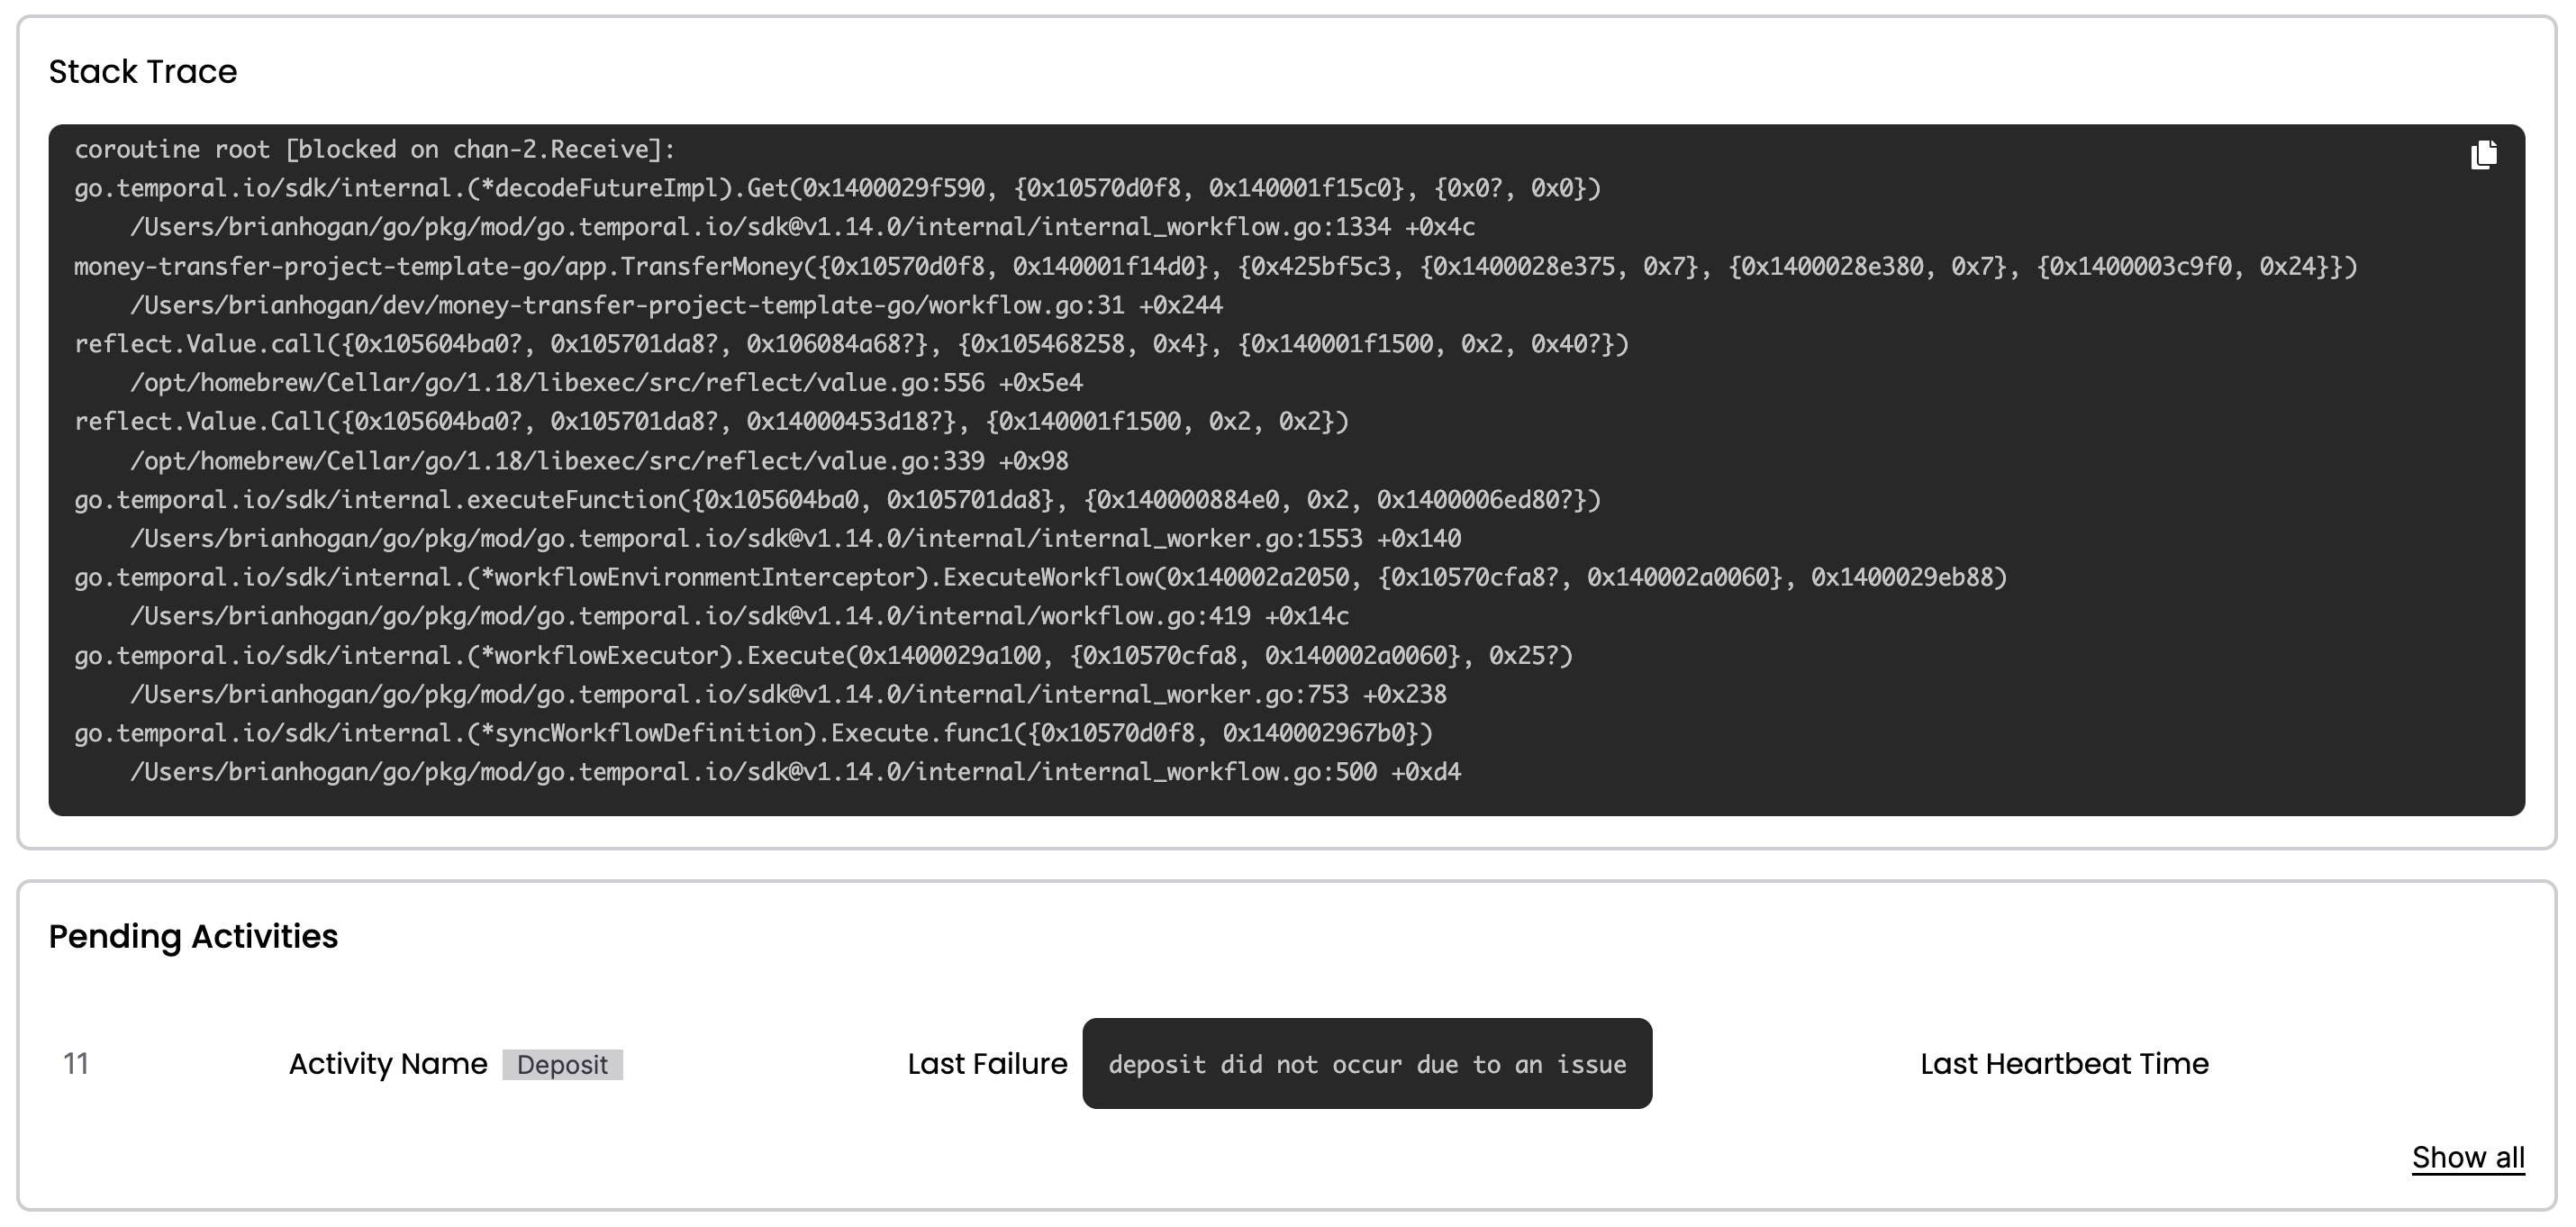 Stack Trace
coroutine root [blocked on chan-2.Receive]:
go.temporal.io/sdk/internal.(*decodeFutureImpl).Get(0x1400029f590, {0x10570d0f8, 0x140001f15c0}, {0x0?, 0x0})
/Users/brianhogan/go/pkg/mod/go.temporal.io/sdk@v1.14.0/internal/internal_workflow.go:1334 +0x4c
money-transfer-project-template-go/app.TransferMoney({0x10570d0f8, 0x140001f14d0}, {0x425bf5c3, {0x1400028e375, 0x7}, {0x1400028e380, 0x7}, {0x1400003c9f0, 0x24}})
/Users/brianhogan/dev/money-transfer-project-template-go/workflow.go:31 +0x244
reflect.Value.call({0x105604ba0?, 0x105701da8?, 0x106084a68?}, {0x105468258, 0x4}, {0x140001f1500, 0x2, 0x40?})
/opt/homebrew/Cellar/go/1.18/libexec/src/reflect/value.go:556 +0x5e4
reflect.Value.Call({0x105604ba0?, 0x105701da8?, 0x14000453d18?}, {0x140001f1500, 0x2, 0x2})
/opt/homebrew/Cellar/go/1.18/libexec/src/reflect/value.go:339 +0x98
go.temporal.io/sdk/internal.executeFunction({0x105604ba0, 0x105701da8}, {0x140000884e0, 0x2, 0x1400006ed80?})
/Users/brianhogan/go/pkg/mod/go.temporal.io/sdk@v1.14.0/internal/internal_worker.go:1553 +0x140
go.temporal.io/sdk/internal.(*workflowEnvironmentInterceptor).ExecuteWorkflow(0x140002a2050, {0x10570cfa8?, 0x140002a0060}, 0x1400029eb88)
/Users/brianhogan/go/pkg/mod/go.temporal.io/sdk@v1.14.0/internal/workflow.go:419 +0x14c
go.temporal.io/sdk/internal.(*workflowExecutor).Execute(0x1400029a100, {0x10570cfa8, 0x140002a0060}, 0x25?)
/Users/brianhogan/go/pkg/mod/go.temporal.io/sdk@v1.14.0/internal/internal_worker.go:753 +0x238
go.temporal.io/sdk/internal.(*syncWorkflowDefinition).Execute.func1({0x10570d0f8, 0x140002967b0})
/Users/brianhogan/go/pkg/mod/go.temporal.io/sdk@v1.14.0/internal/internal_workflow.go:500 +0xd4
Pending Activities
11 Activity Name Deposit Last Failure deposit did not occur due to an issue Last Heartbeat Time
Show all